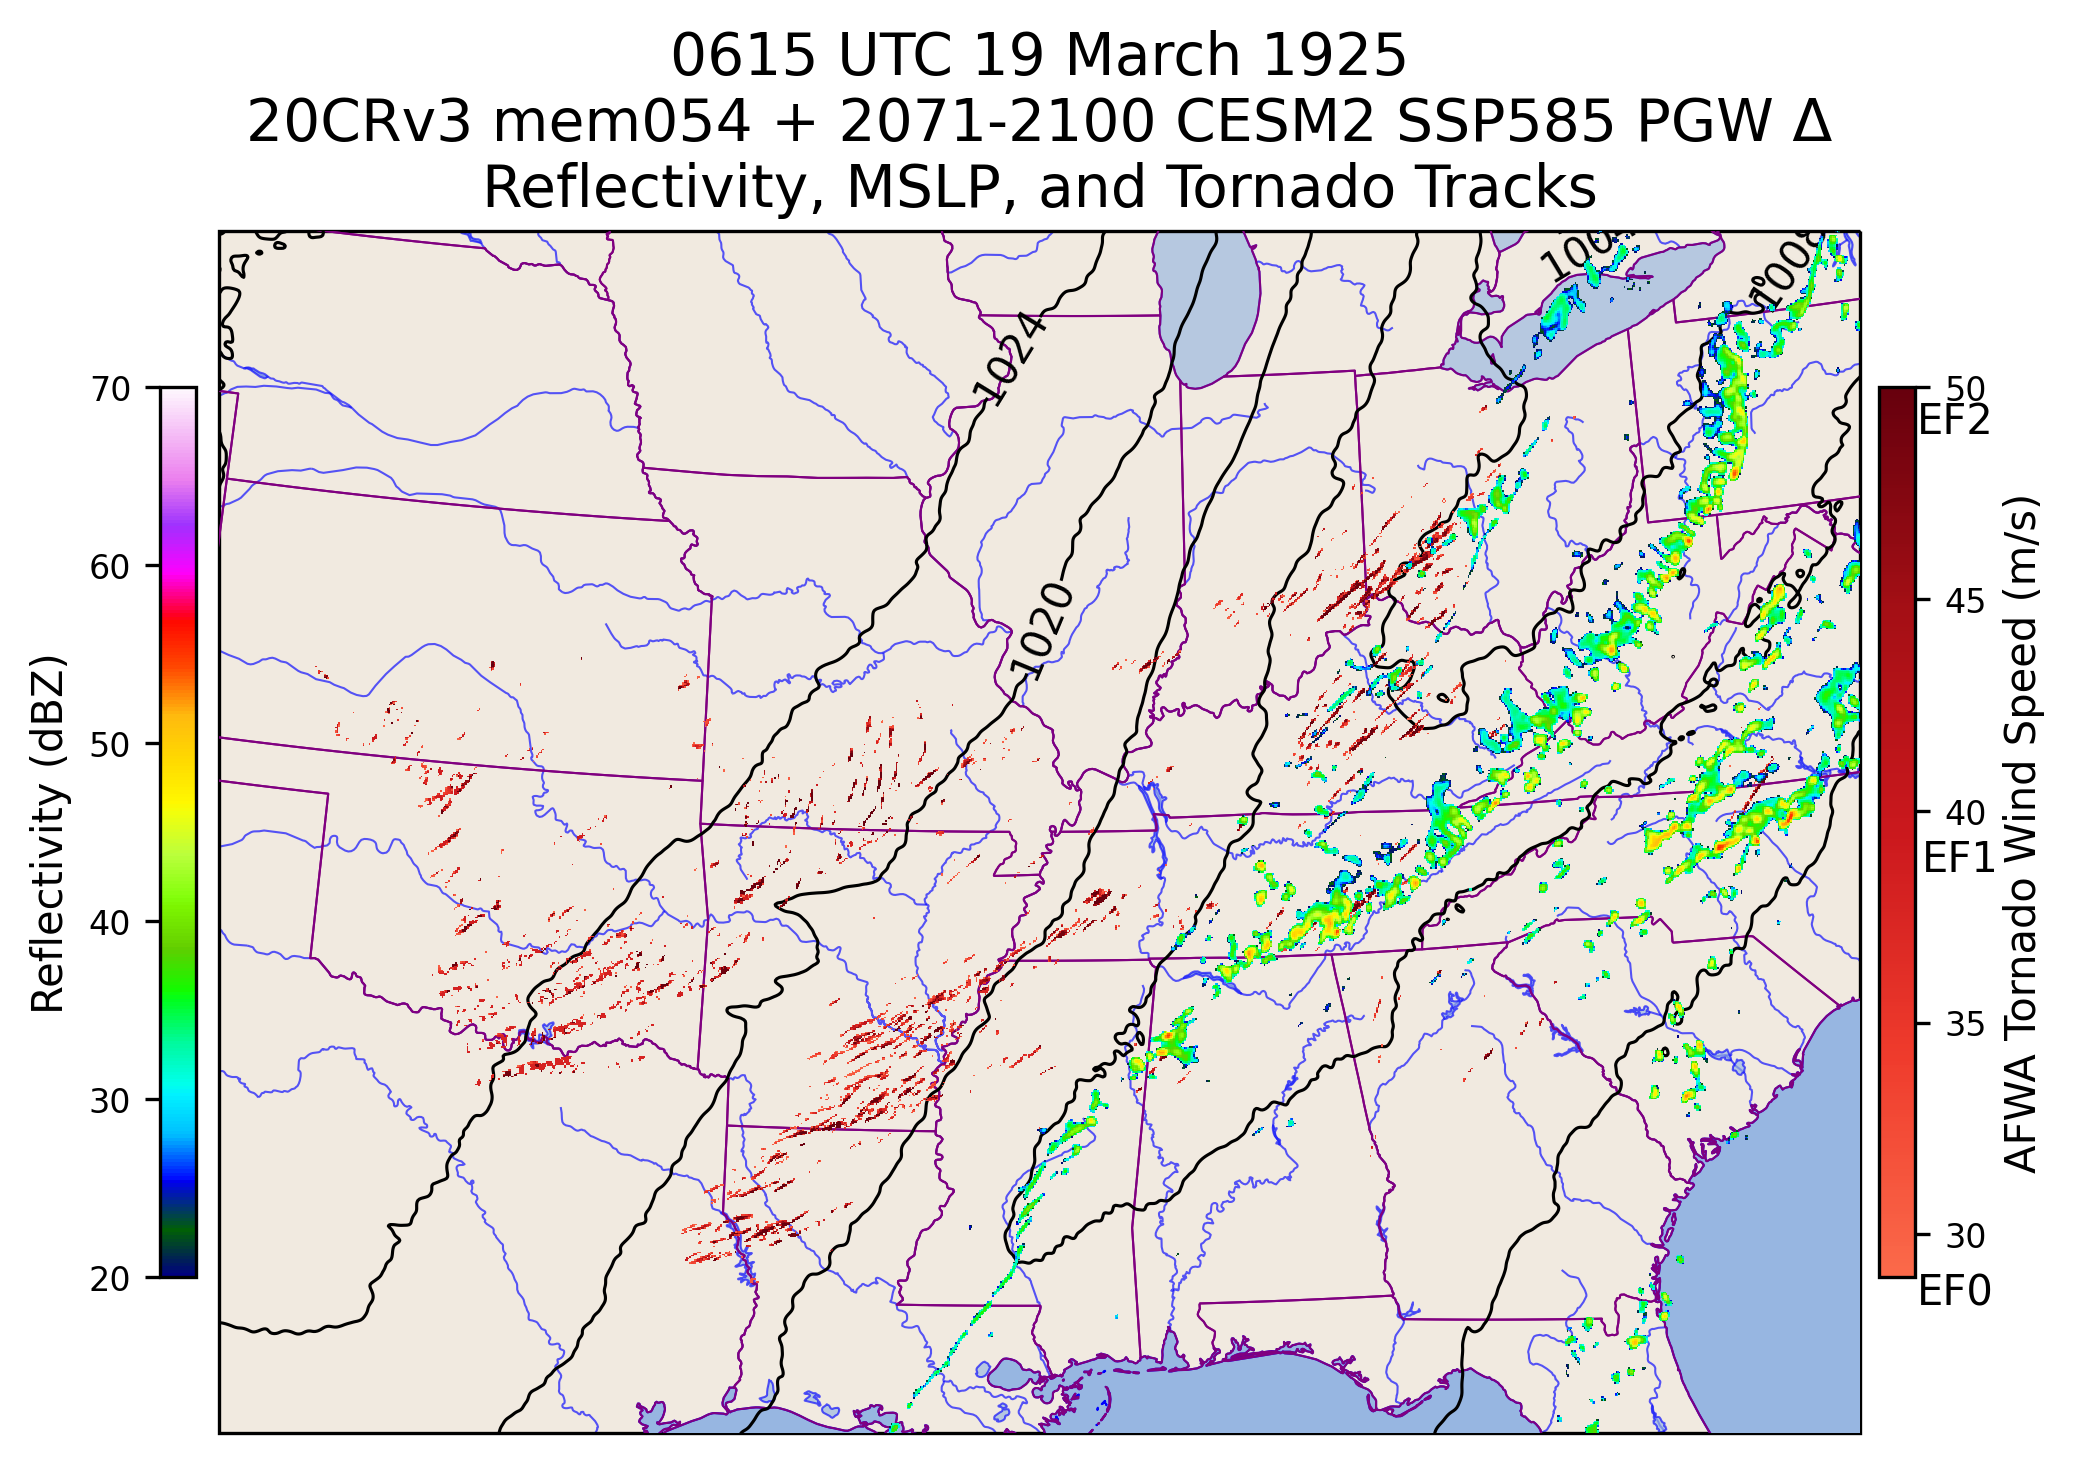 0615 UTC 19 March 1925
20CRv3 mem054 + 2071-2100 CESM2 SSP585 PGW Δ
Reflectivity, MSLP, and Tornado Tracks
1008
1024
1020
70
60
50
40
30
20
Reflectivity (dBZ)
50
EF2
45
40
EF1
35
30
EF0
AFWA Tornado Wind Speed (m/s)